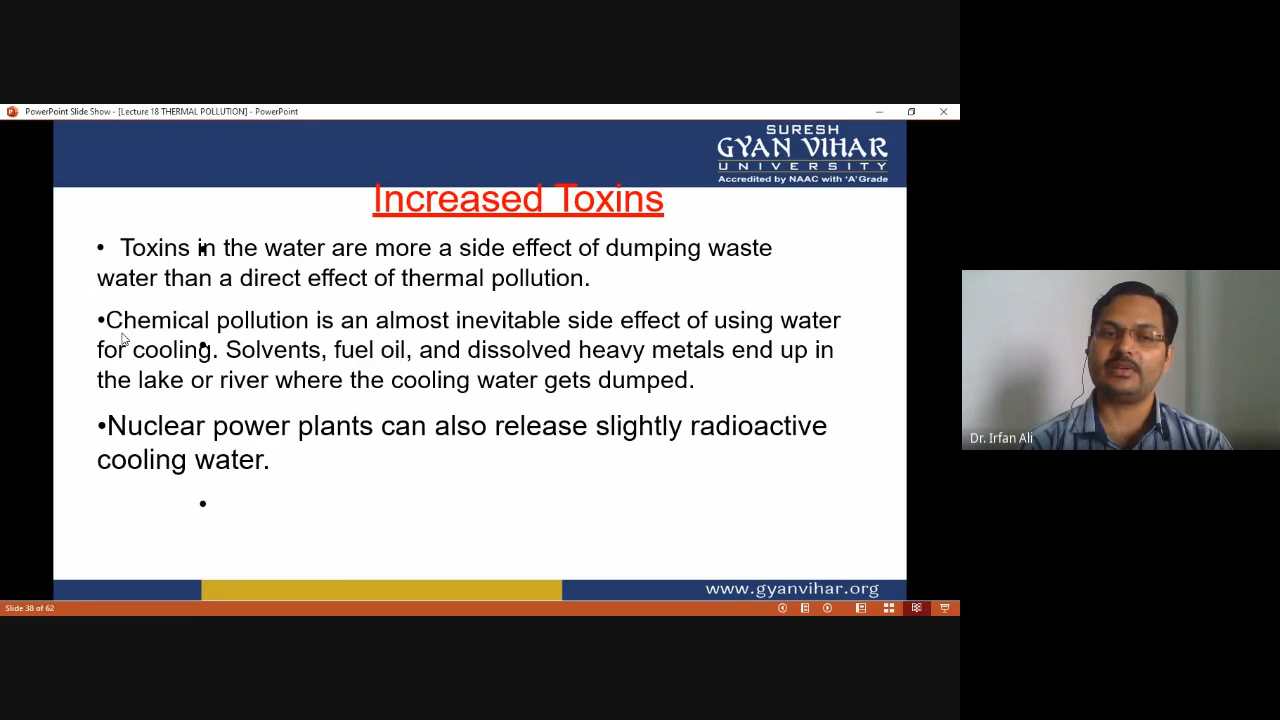 PowerPoint Slide Show - [Lecture 18 THERMAL POLLUTION] - PowerPoint
SURESH
GYAN VIHAR
UNIVERSITY
Accredited by NAAC with 'A' Grade
Increased Toxins
• Toxins in the water are more a side effect of dumping waste
water than a direct effect of thermal pollution.
•Chemical pollution is an almost inevitable side effect of using water
for cooling. Solvents, fuel oil, and dissolved heavy metals end up in
the lake or river where the cooling water gets dumped.
•Nuclear power plants can also release slightly radioactive
cooling water.
•
www.gyanvihar.org
Slide 38 of 62
Dr. Irfan Ali